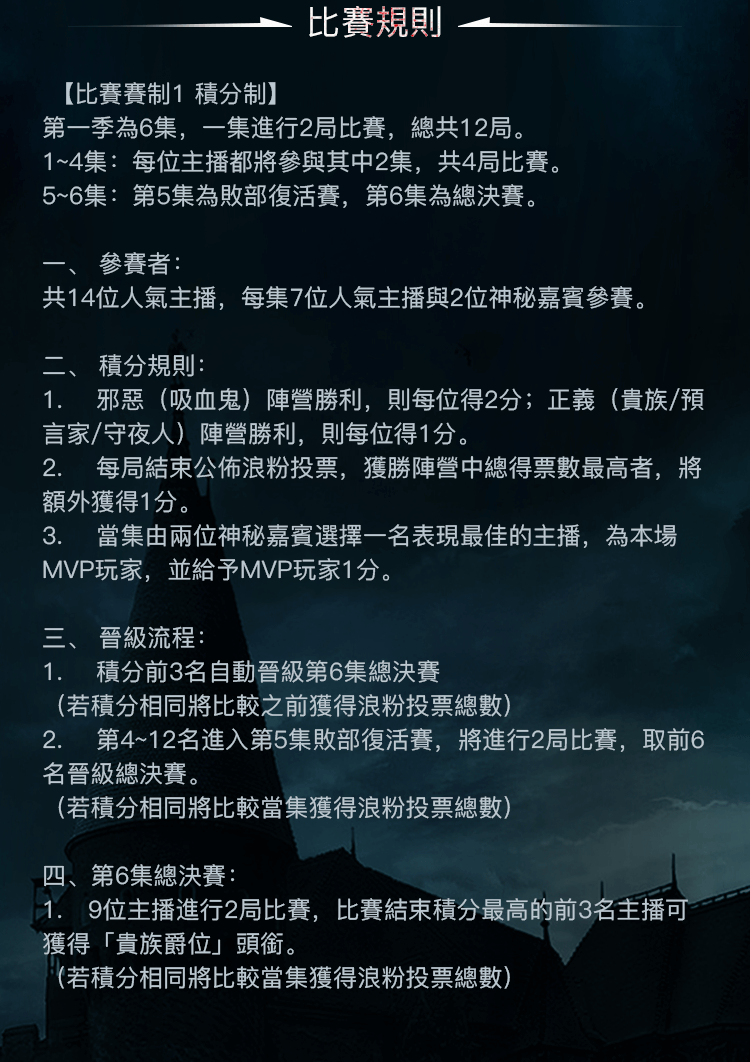 比賽規則
【比賽賽制1 積分制】
第一季為6集，一集進行2局比賽，總共12局。
1~4集：每位主播都將參與其中2集，共4局比賽。
5~6集：第5集為敗部復活賽，第6集為總決賽。
一、 參賽者：
共14位人氣主播，每集7位人氣主播與2位神秘嘉賓參賽。
二、 積分規則：
1. 邪惡（吸血鬼）陣營勝利，則每位得2分；正義（貴族/預
言家/守夜人）陣營勝利，則每位得1分。
2. 每局結束公佈浪粉投票，獲勝陣營中總得票數最高者，將
額外獲得1分。
3. 當集由兩位神秘嘉賓選擇一名表現最佳的主播，為本場
MVP玩家，並給予MVP玩家1分。
三、 晉級流程：
1. 積分前3名自動晉級第6集總決賽
（若積分相同將比較之前獲得浪粉投票總數）
2. 第4~12名進入第5集敗部復活賽，將進行2局比賽，取前6
名晉級總決賽。
（若積分相同將比較當集獲得浪粉投票總數）
四、第6集總決賽：
1. 9位主播進行2局比賽，比賽結束積分最高的前3名主播可
獲得「貴族爵位」頭銜。
（若積分相同將比較當集獲得浪粉投票總數）